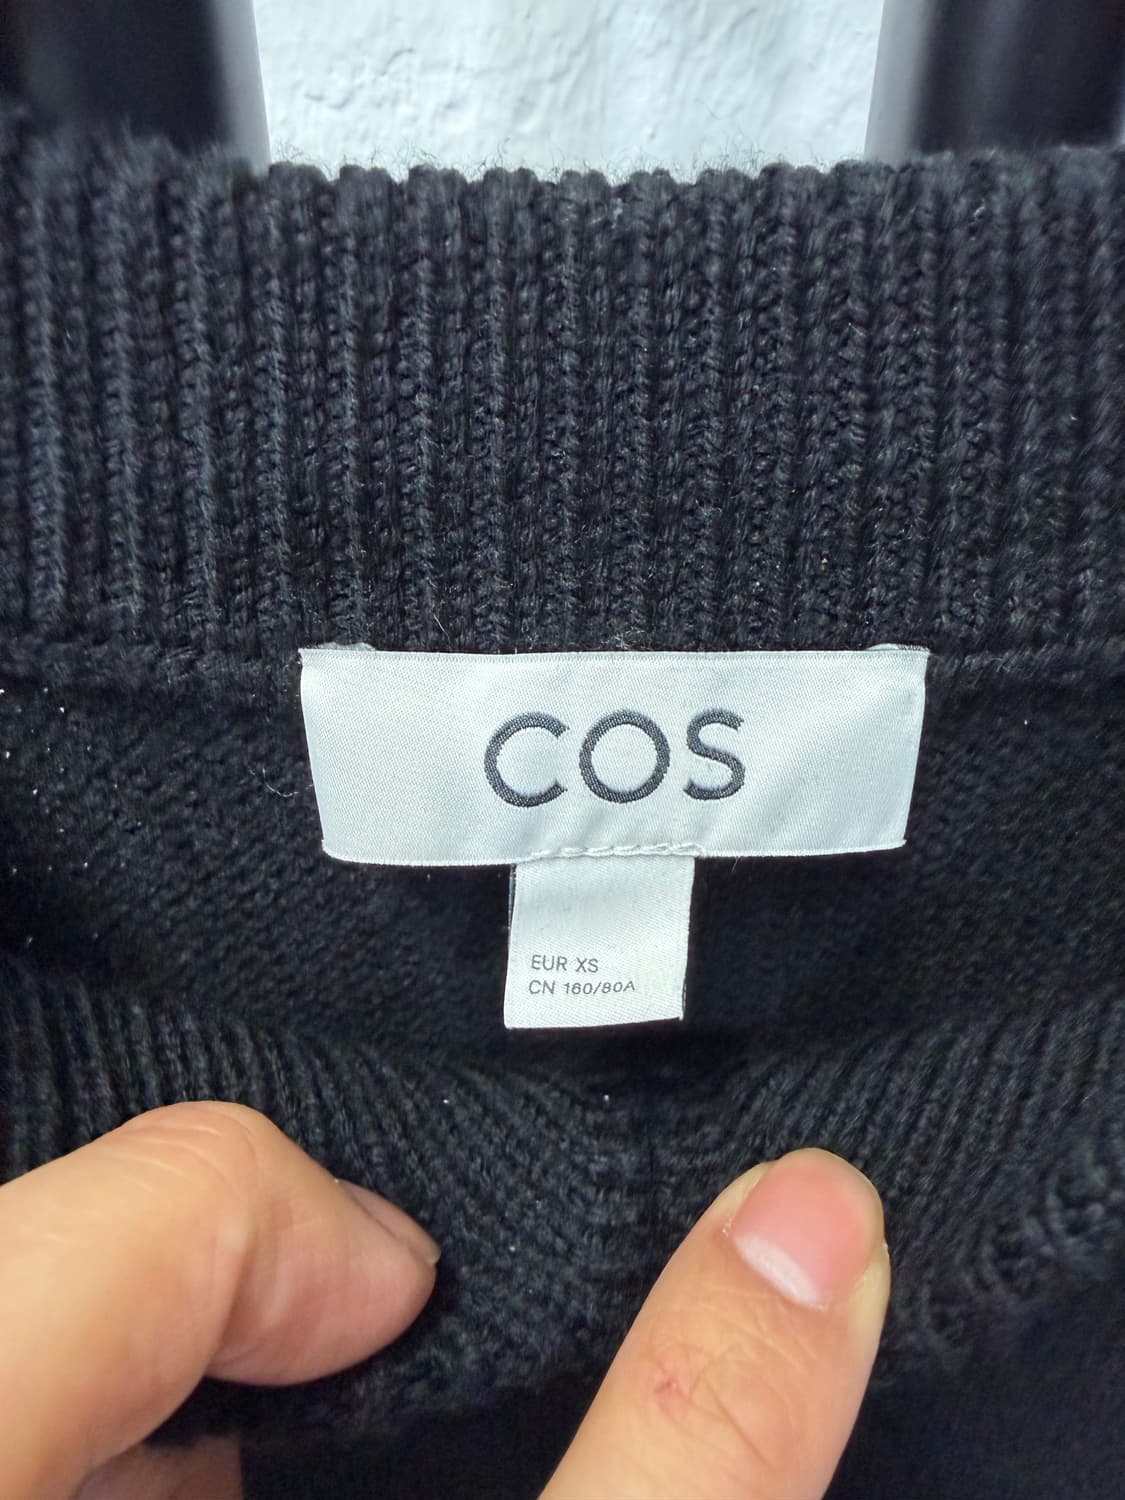 COS
EUR XS
CN 160/80A